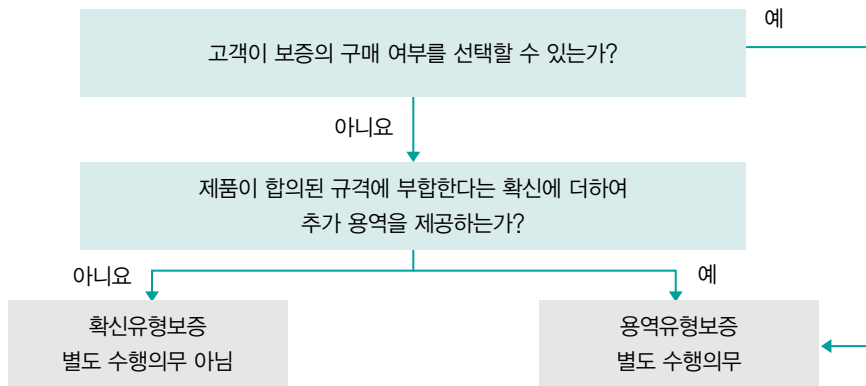 예
고객이 보증의 구매 여부를 선택할 수 있는가?
아니요
제품이 합의된 규격에 부합한다는 확신에 더하여
추가 용역을 제공하는가?
아니요
예
확신유형보증
별도 수행의무 아님
용역유형보증
별도 수행의무